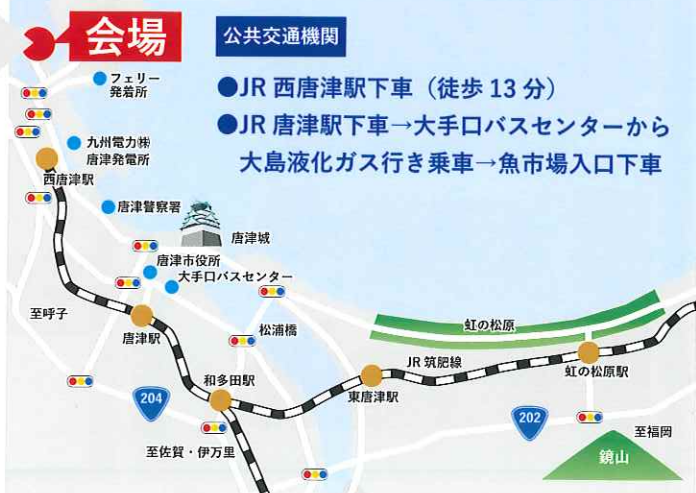 会場
公共交通機関
●JR 西唐津駅下車（徒歩 13 分）
●JR 唐津駅下車→大手口バスセンターから
大島液化ガス行き乗車→魚市場入口下車
フェリー
発着所
九州電力㈱
唐津発電所
西唐津駅
唐津警察署
唐津城
唐津市役所
大手口バスセンター
至呼子
唐津駅
松浦橋
虹の松原
JR 筑肥線
虹の松原駅
和多田駅
東唐津駅
204
202
至佐賀・伊万里
至福岡
鏡山